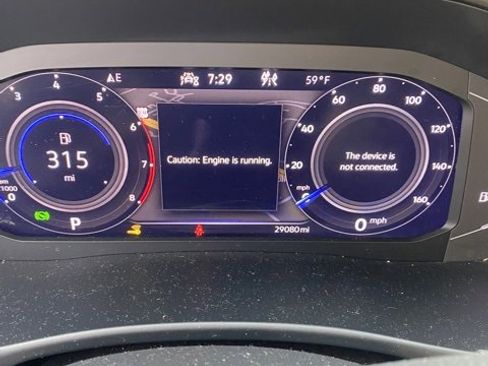 E 7:29 59°F
3 4 5 6 7 8
315
mi
1000
0
P
Caution: Engine is running.
29080 mi
20 40 60 80 100 120 140 160
The device is
not connected.
mph
0 mph